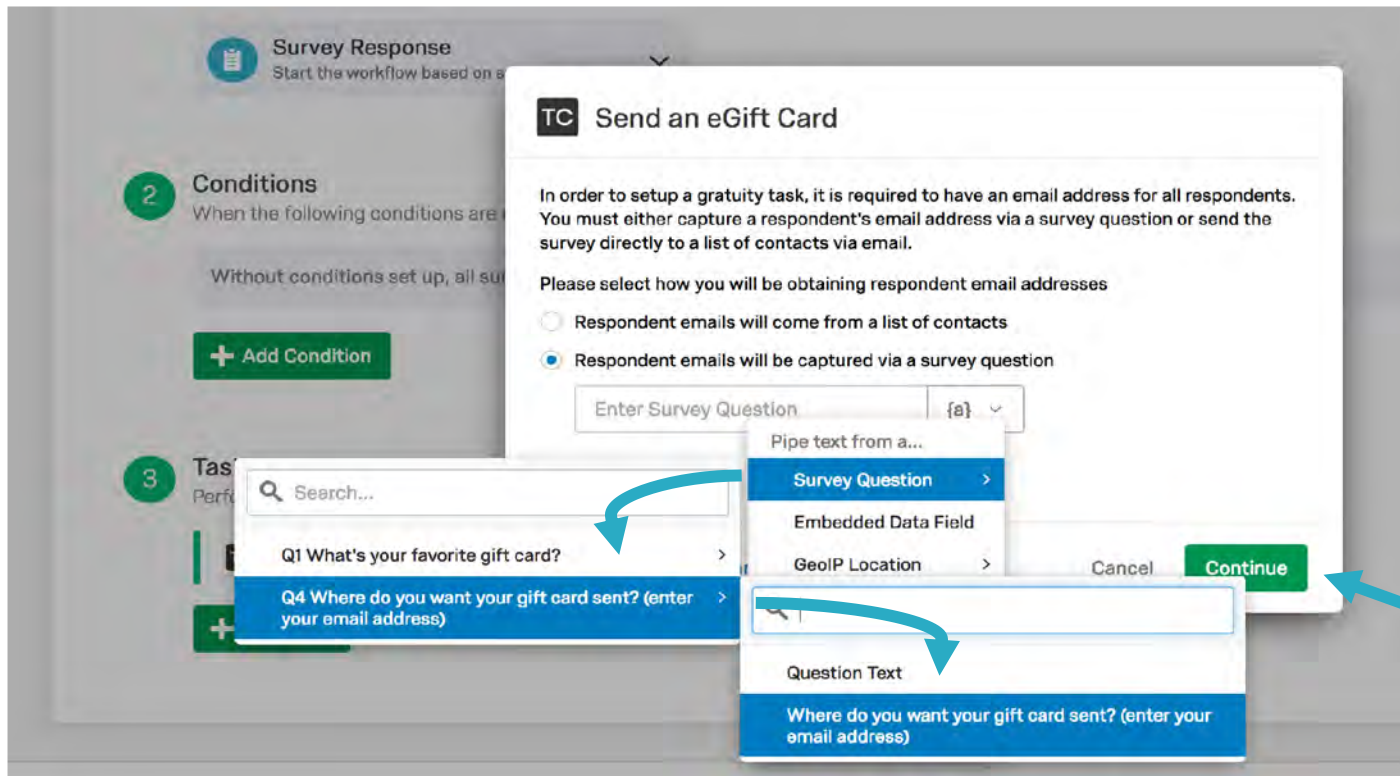 Survey Response
Start the workflow based on s
TC Send an eGift Card
2
Conditions
When the following conditions are
Without conditions set up, all sur
Add Condition
In order to setup a gratuity task, it is required to have an email address for all respondents.
You must either capture a respondent's email address via a survey question or send the
survey directly to a list of contacts via email.
Please select how you will be obtaining respondent email addresses
Respondent emails will come from a list of contacts
Respondent emails will be captured via a survey question
Enter Survey Question {a}
Pipe text from a...
Survey Question
Embedded Data Field
GeoIP Location
Cancel Continue
3
Tas
Perfo
Search...
Q1 What's your favorite gift card?
Q4 Where do you want your gift card sent? (enter
your email address)
Question Text
Where do you want your gift card sent? (enter your
email address)